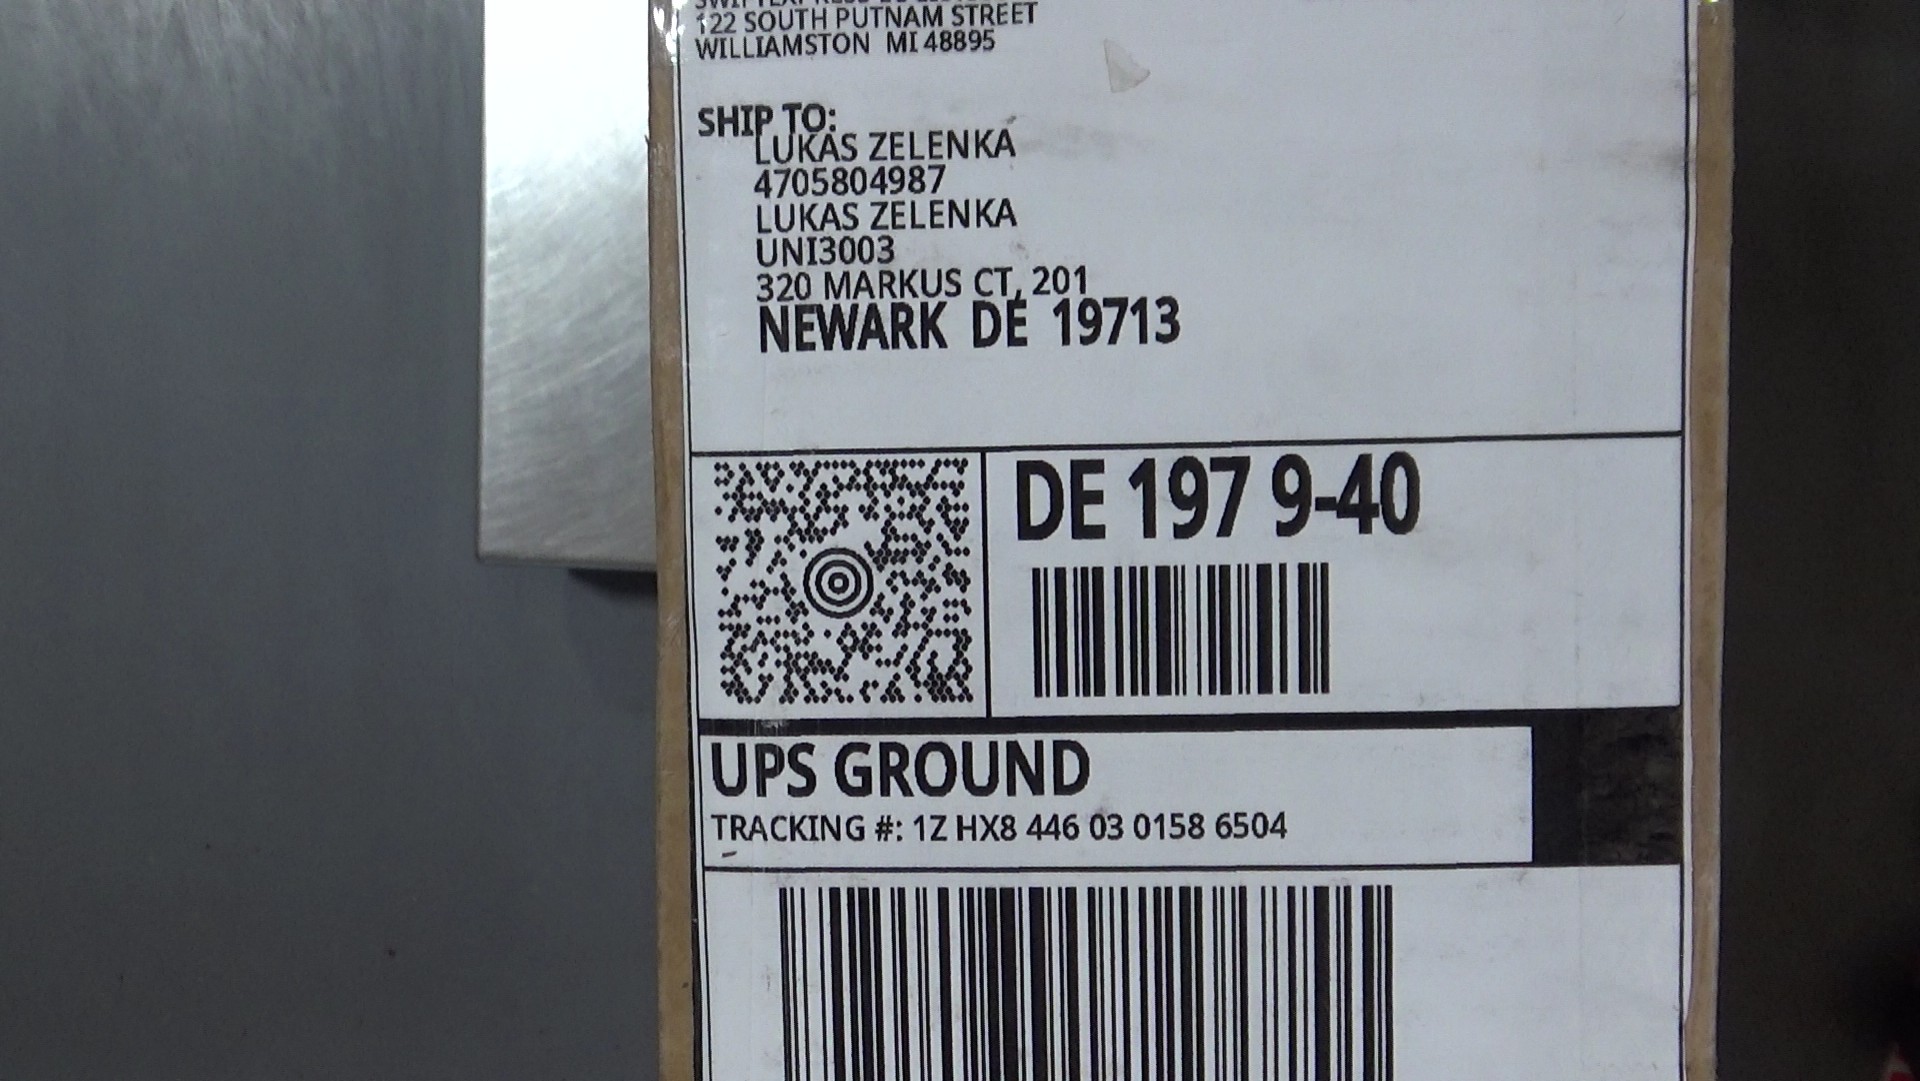 122 SOUTH PUTNAM STREET
WILLIAMSTON MI 48895
SHIP TO:
LUKAS ZELENKA
4705804987
LUKAS ZELENKA
UNI3003
320 MARKUS CT, 201
NEWARK DE 19713
DE 197 9-40
UPS GROUND
TRACKING #: 1Z HX8 446 03 0158 6504